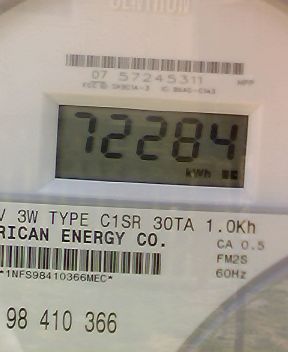 CENTRON
07 57245311
72284
kWh
V 3W TYPE C1SR 30TA 1.0Kh
RICAN ENERGY CO.
CA 0.5
FM2S
*1NFS98410366MEC*
60Hz
98 410 366